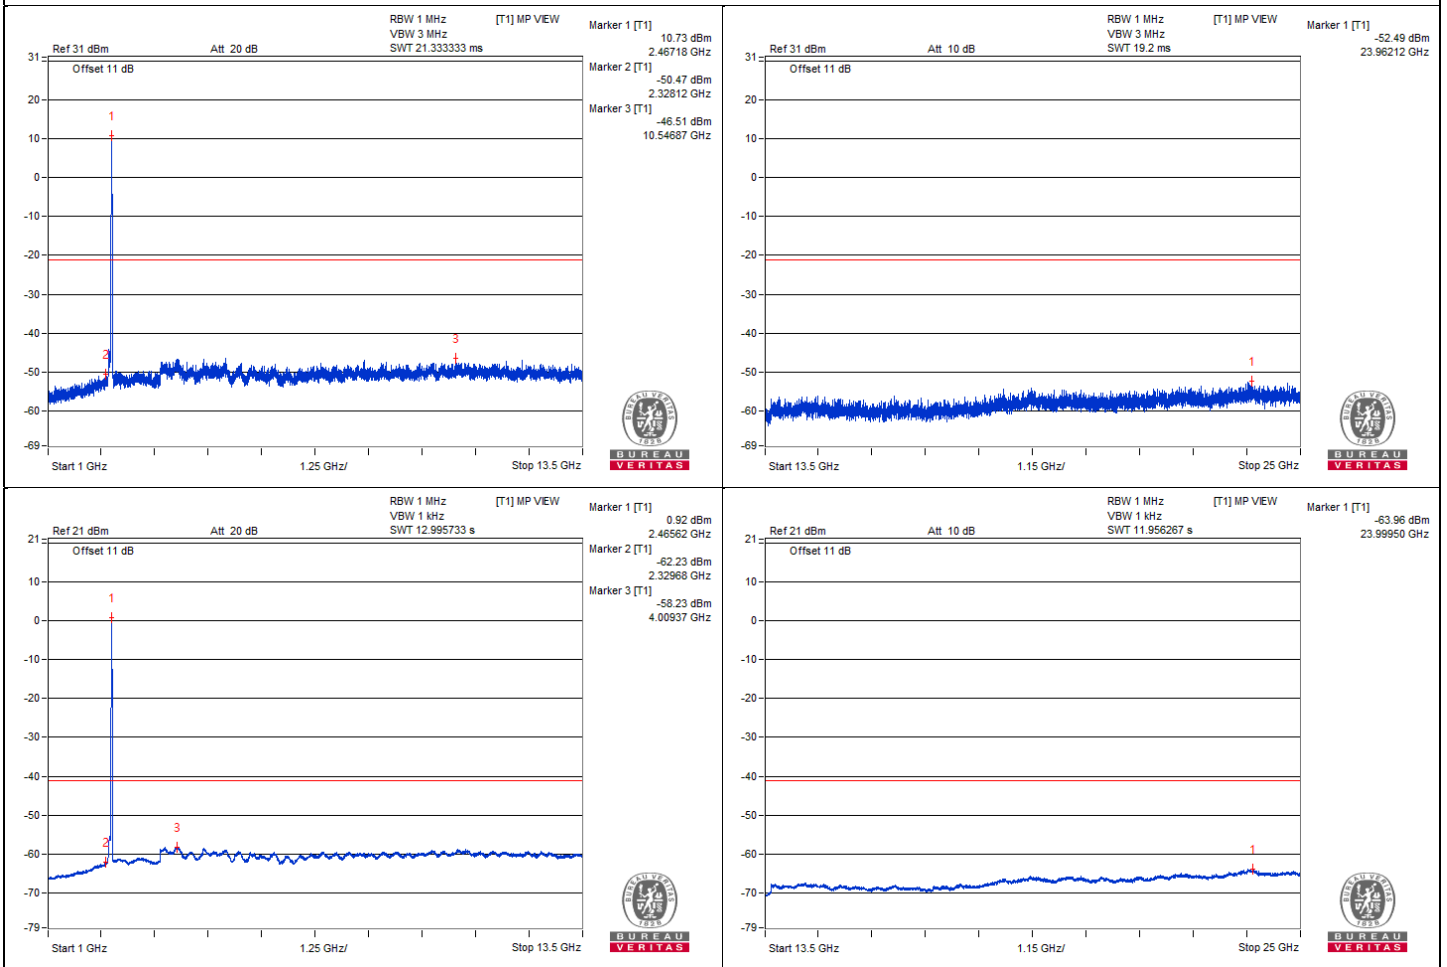 RBW 1 MHz [T1] MP VIEW
VBW 3 MHz
Ref 31 dBm Att 20 dB SWT 21.333333 ms
Marker 1 [T1]
10.73 dBm
2.46718 GHz
Marker 2 [T1]
-50.47 dBm
2.32812 GHz
Marker 3 [T1]
-46.51 dBm
10.54687 GHz
31
Offset 11 dB
20
1
10
0
-10
-20
-30
-40
3
2
-50
-60
-69
Start 1 GHz 1.25 GHz/ Stop 13.5 GHz
BUREAU VERITAS
1828
BUREAU
VERITAS
RBW 1 MHz [T1] MP VIEW
VBW 3 MHz
Ref 31 dBm Att 10 dB SWT 19.2 ms
Marker 1 [T1]
-52.49 dBm
23.96212 GHz
31
Offset 11 dB
20
10
0
-10
-20
-30
-40
1
-50
-60
-69
Start 13.5 GHz 1.15 GHz/ Stop 25 GHz
BUREAU VERITAS
1828
BUREAU
VERITAS
RBW 1 MHz [T1] MP VIEW
VBW 1 kHz
Ref 21 dBm Att 20 dB SWT 12.995733 s
Marker 1 [T1]
0.92 dBm
2.46562 GHz
Marker 2 [T1]
-62.23 dBm
2.32968 GHz
Marker 3 [T1]
-58.23 dBm
4.00937 GHz
21
Offset 11 dB
10
1
0
-10
-20
-30
-40
-50
3
2
-60
-70
-79
Start 1 GHz 1.25 GHz/ Stop 13.5 GHz
BUREAU VERITAS
1828
BUREAU
VERITAS
RBW 1 MHz [T1] MP VIEW
VBW 1 kHz
Ref 21 dBm Att 10 dB SWT 11.956267 s
Marker 1 [T1]
-63.96 dBm
23.99950 GHz
21
Offset 11 dB
10
0
-10
-20
-30
-40
-50
1
-60
-70
-79
Start 13.5 GHz 1.15 GHz/ Stop 25 GHz
BUREAU VERITAS
1828
BUREAU
VERITAS